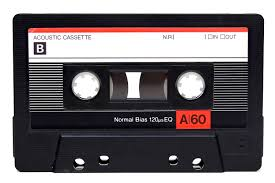 ACOUSTIC CASSETTE N.R| |IN □OUT
B
Normal Bias 120µs EQ A|60